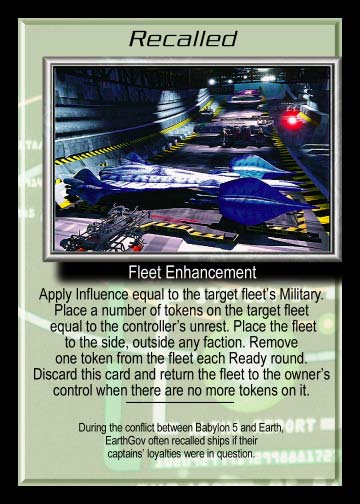 Recalled
Fleet Enhancement
Apply Influence equal to the target fleet's Military.
Place a number of tokens on the target fleet
equal to the controller's unrest. Place the fleet
to the side, outside any faction. Remove
one token from the fleet each Ready round.
Discard this card and return the fleet to the owner's
control when there are no more tokens on it.
During the conflict between Babylon 5 and Earth,
EarthGov often recalled ships if their
captains' loyalties were in question.